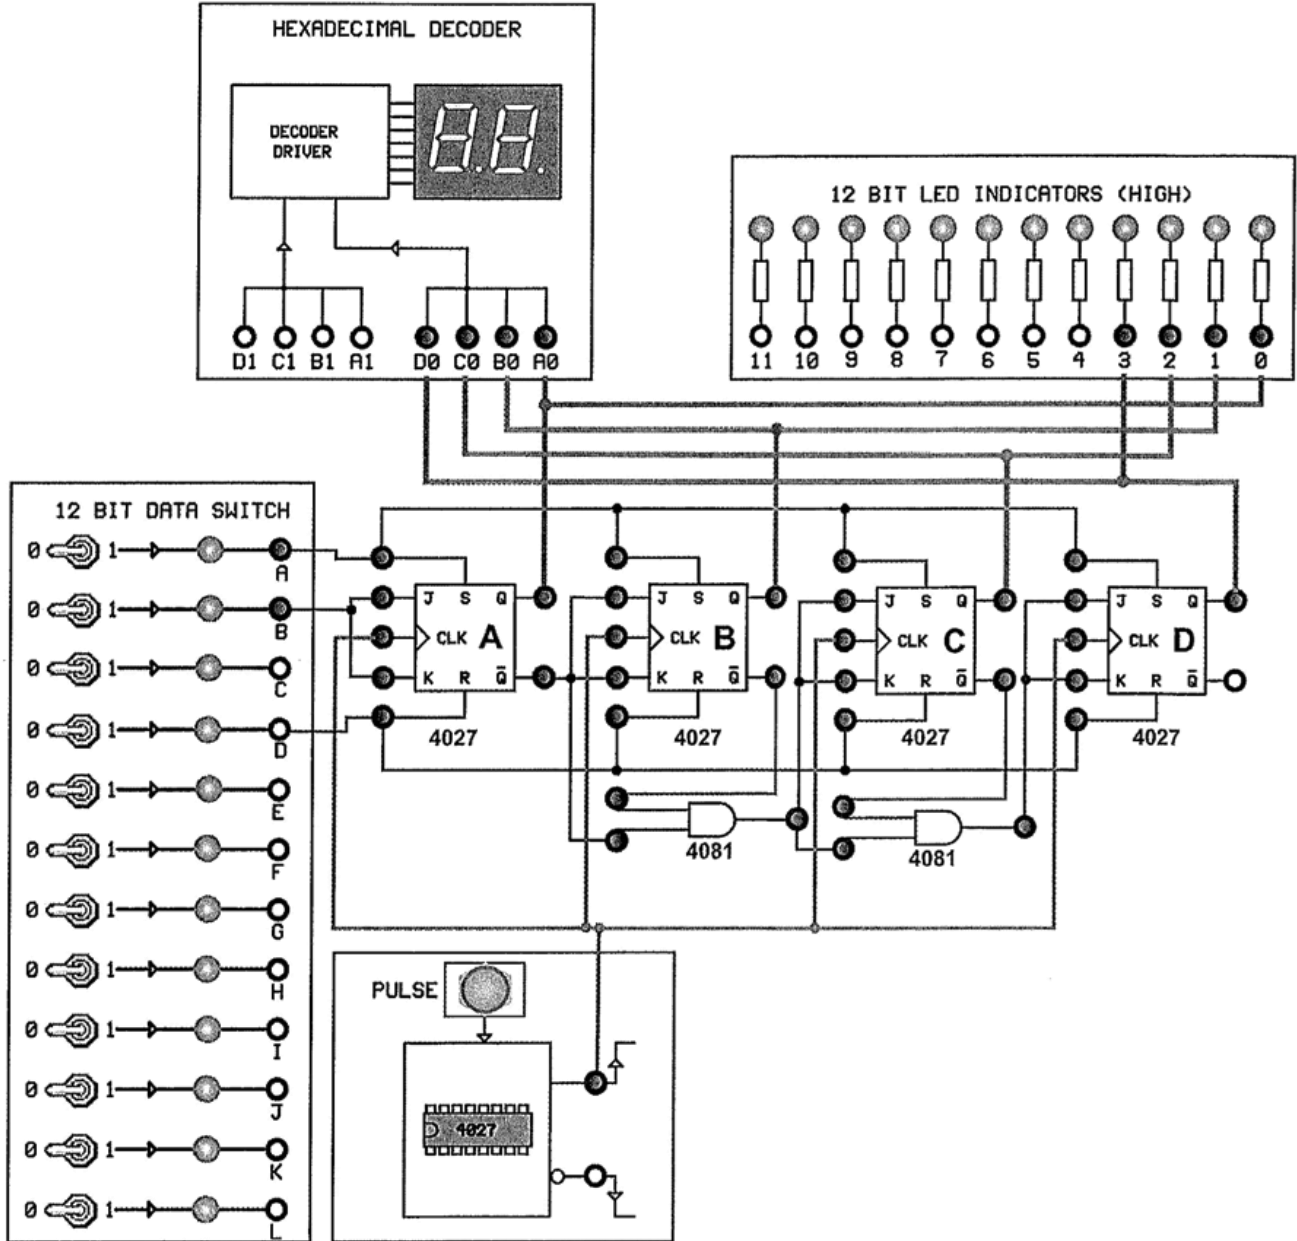 HEXADECIMAL DECODER
DECODER
DRIVER
8.8.
D1 C1 B1 A1 D0 C0 B0 A0
12 BIT LED INDICATORS (HIGH)
11 10 9 8 7 6 5 4 3 2 1 0
12 BIT DATA SWITCH
0 1 A
0 1 B
0 1 C
0 1 D
0 1 E
0 1 F
0 1 G
0 1 H
0 1 I
0 1 J
0 1 K
0 1 L
J S Q
CLK A
K R Q̅
4027
J S Q
CLK B
K R Q̅
4027
J S Q
CLK C
K R Q̅
4027
J S Q
CLK D
K R Q̅
4027
4081
4081
PULSE
4027